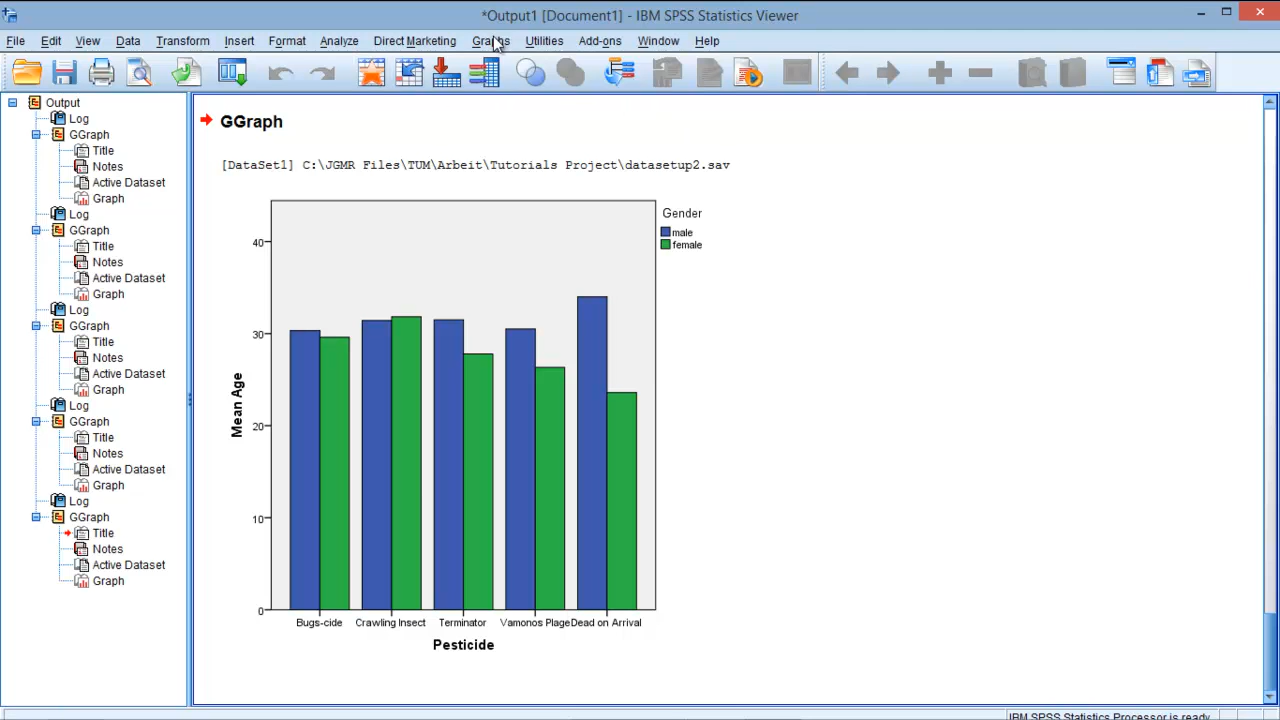 *Output1 [Document1] - IBM SPSS Statistics Viewer
File Edit View Data Transform Insert Format Analyze Direct Marketing Graphs Utilities Add-ons Window Help
Output
Log
GGraph
Title
Notes
Active Dataset
Graph
Log
GGraph
Title
Notes
Active Dataset
Graph
Log
GGraph
Title
Notes
Active Dataset
Graph
Log
GGraph
Title
Notes
Active Dataset
Graph
Log
GGraph
Title
Notes
Active Dataset
Graph
GGraph
[DataSet1] C:\JGMR Files\TUM\Arbeit\Tutorials Project\datasetup2.sav
Gender
male
female
40
30
20
10
0
Mean Age
Bugs-cide Crawling Insect Terminator Vamonos Plage Dead on Arrival
Pesticide
IBM SPSS Statistics Processor is ready